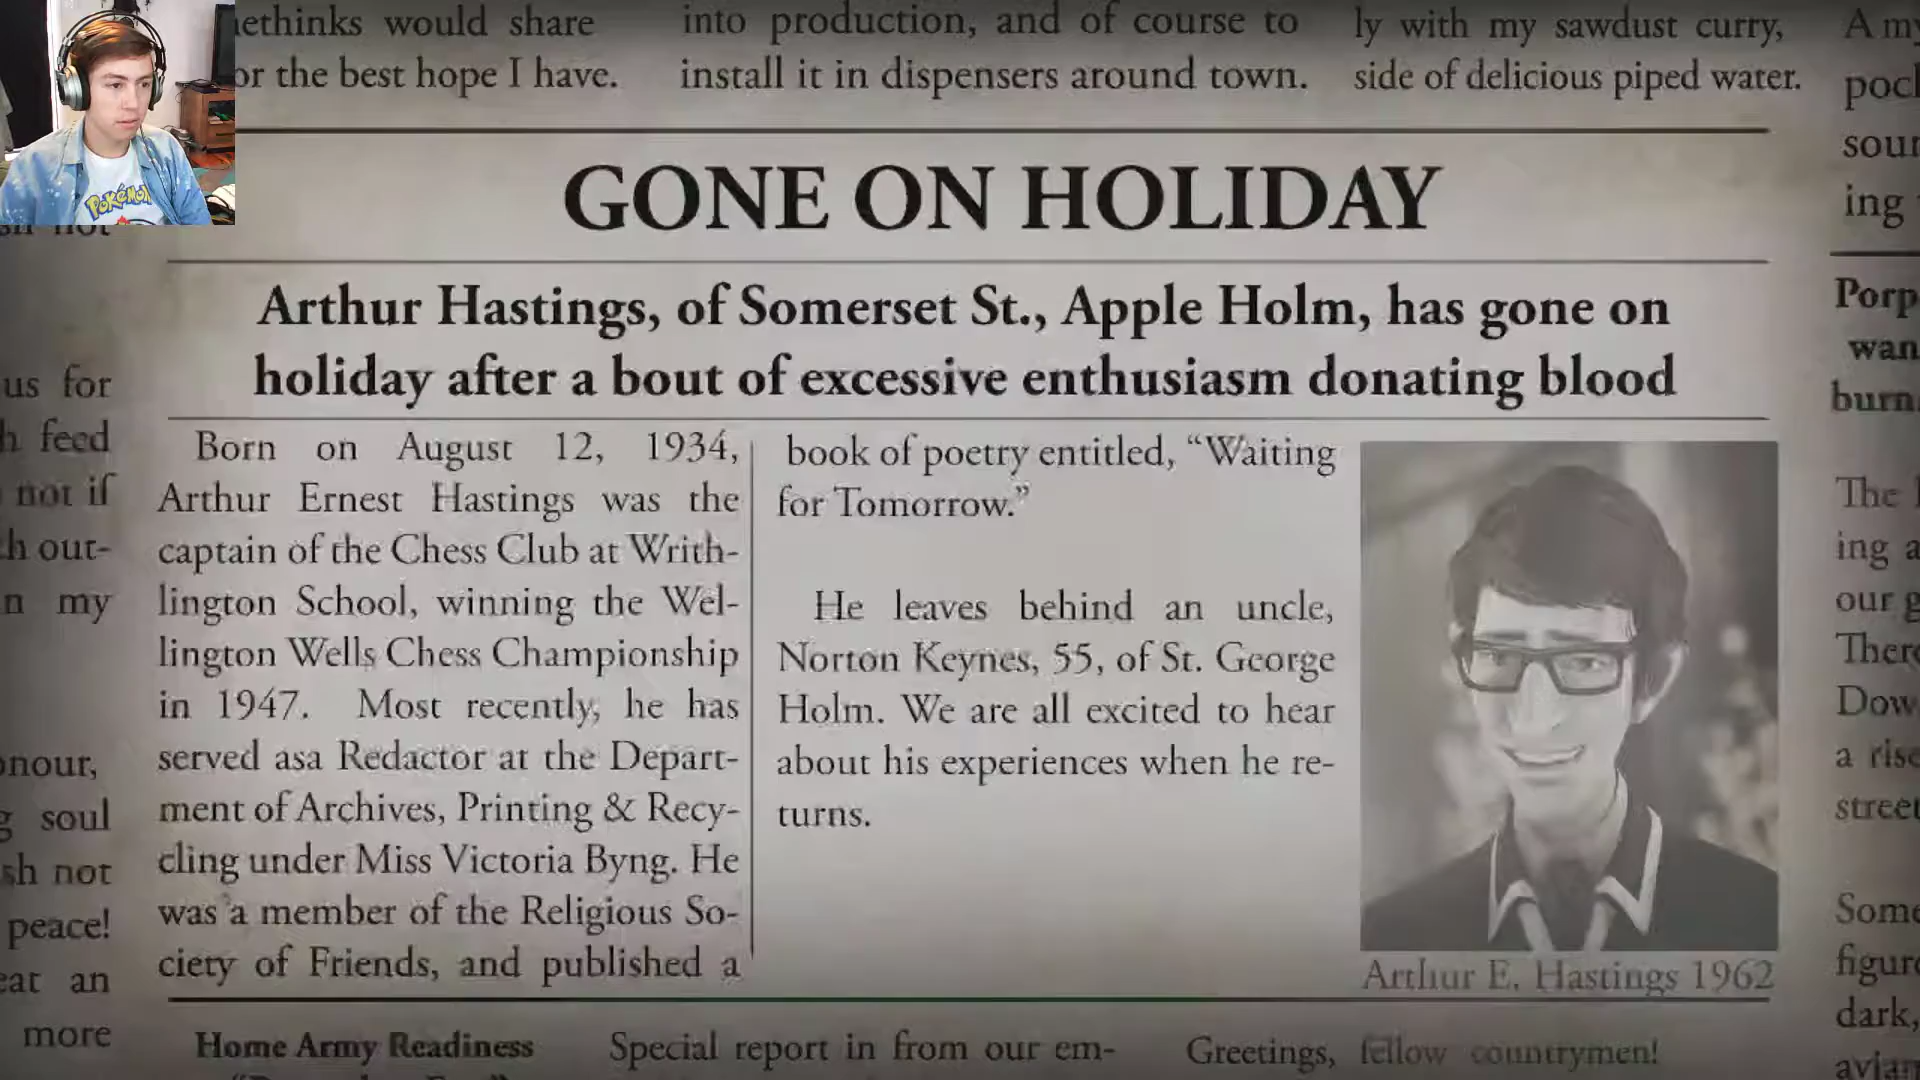 ethinks would share
or the best hope I have.
into production, and of course to
install it in dispensers around town.
ly with my sawdust curry,
side of delicious piped water.
A
sour
ing
Pokémon
GONE ON HOLIDAY
Arthur Hastings, of Somerset St., Apple Holm, has gone on
holiday after a bout of excessive enthusiasm donating blood
us for
feed
not if
out-
n my
onour,
soul
sh not
peace!
eat an
more
Born on August 12, 1934,
Arthur Ernest Hastings was the
captain of the Chess Club at Writh-
lington School, winning the Wel-
lington Wells Chess Championship
in 1947. Most recently, he has
served asa Redactor at the Depart-
ment of Archives, Printing & Recy-
cling under Miss Victoria Byng. He
was a member of the Religious So-
ciety of Friends, and published a
book of poetry entitled, “Waiting
for Tomorrow.”
He leaves behind an uncle,
Norton Keynes, 55, of St. George
Holm. We are all excited to hear
about his experiences when he re-
turns.
Arthur E. Hastings 1962
Porp
wan
burn
The
ing a
our g
There
Dow
a rise
street
Some
figure
dark,
avian
Home Army Readiness
Special report in from our em-
Greetings, fellow countrymen!